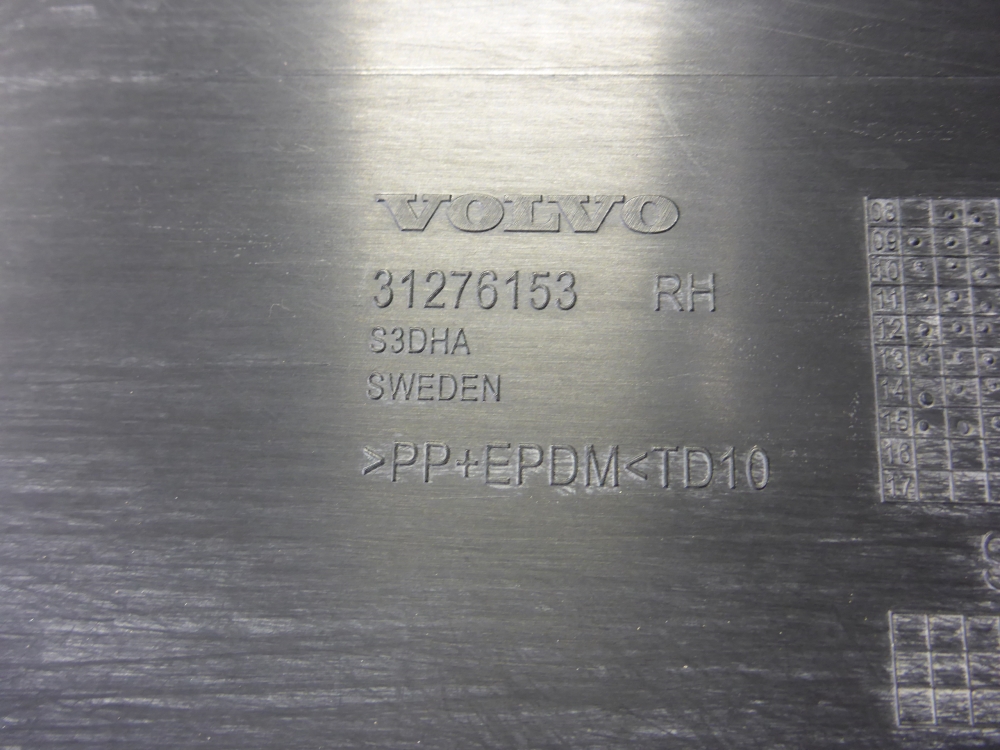 VOLVO
31276153 RH
S3DHA
SWEDEN
>PP+EPDM<TD10
08
09
10
11
12
13
14
15
16
17